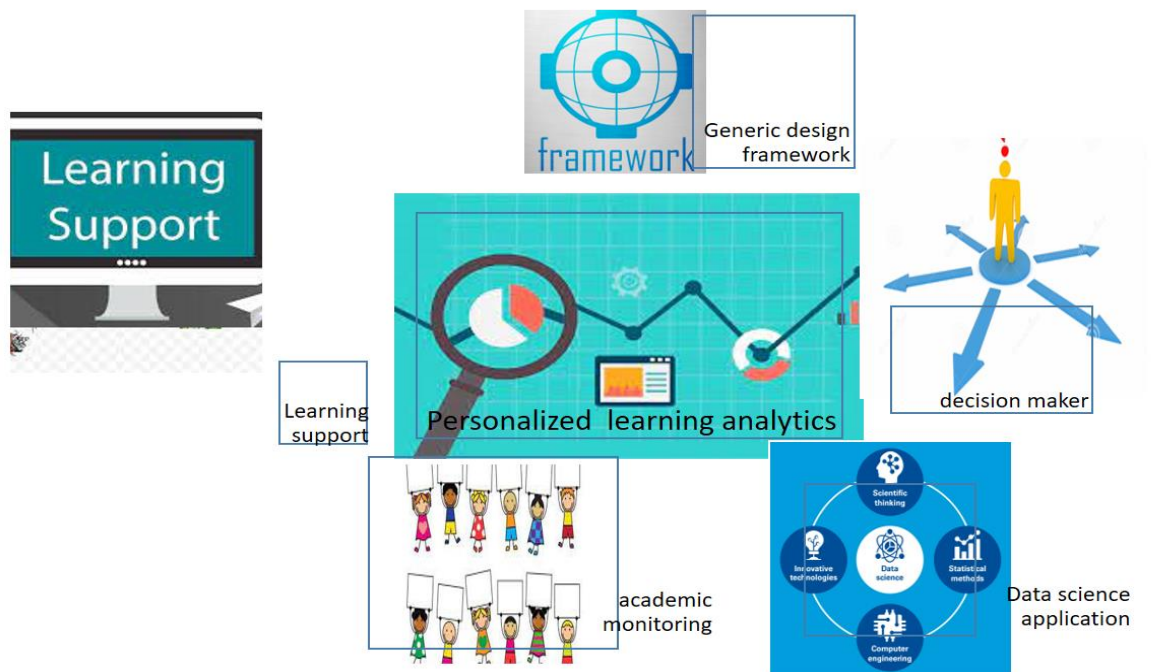 framework
Generic design
framework
Learning
Support
Personalized learning analytics
decision maker
Learning
support
academic
monitoring
Scientific
thinking
Innovative
technologies
Data
science
Statistical
methods
Computer
engineering
Data science
application